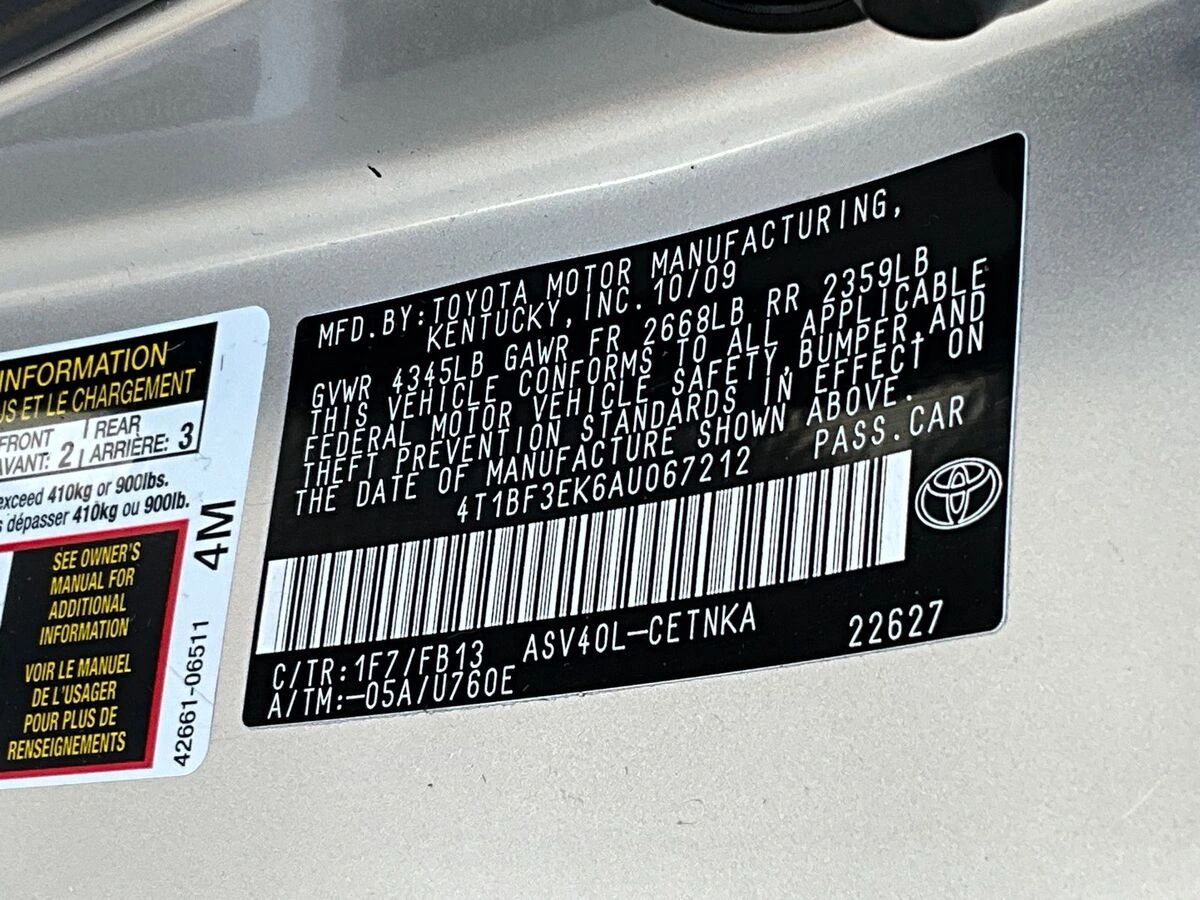 INFORMATION
US ET LE CHARGEMENT
FRONT
AVANT: 2
REAR
ARRIÈRE: 3
exceed 410kg or 900lbs.
s dépasser 410kg ou 900lb.
SEE OWNER'S
MANUAL FOR
ADDITIONAL
INFORMATION
VOIR LE MANUEL
DE L'USAGER
POUR PLUS DE
RENSEIGNEMENTS
4M
42661-06511
MFD.BY:TOYOTA MOTOR MANUFACTURING,
KENTUCKY,INC.10/09
GVWR 4345LB GAWR FR 2668LB RR 2359LB
THIS VEHICLE CONFORMS TO ALL APPLICABLE
FEDERAL MOTOR VEHICLE SAFETY,BUMPER,AND
THEFT PREVENTION STANDARDS IN EFFECT ON
THE DATE OF MANUFACTURE SHOWN ABOVE.
4T1BF3EK6AU067212 PASS.CAR
C/TR:1F7/FB13 ASV40L-CETNKA 22627
A/TM:-05A/U760E